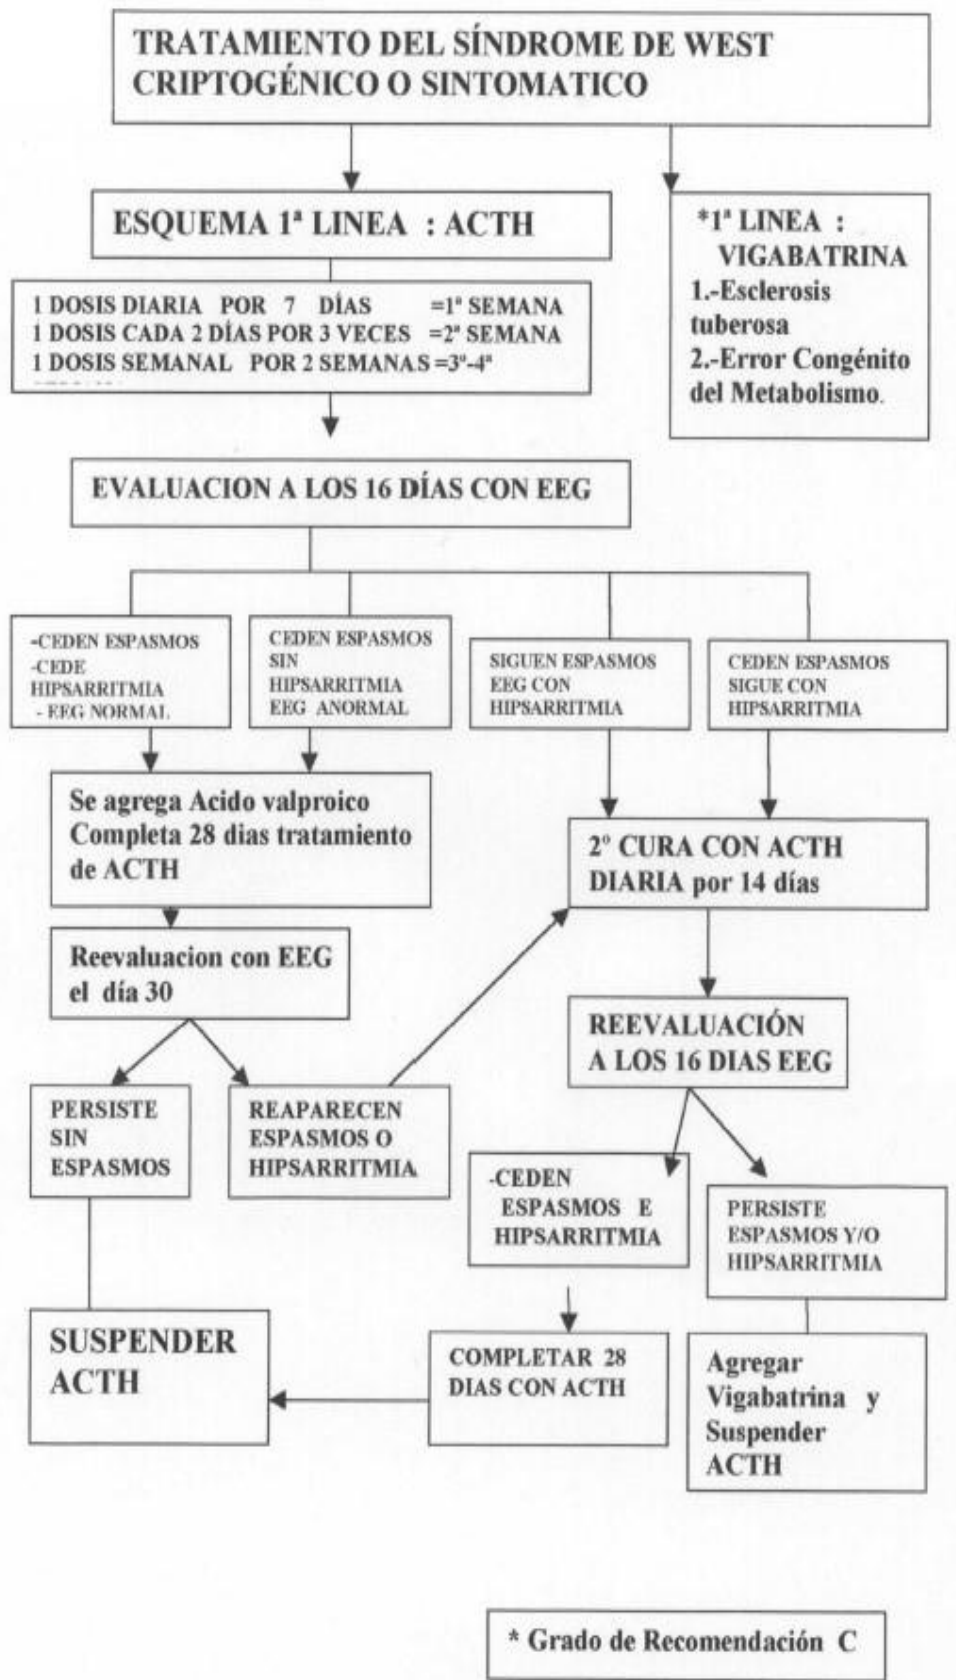 TRATAMIENTO DEL SÍNDROME DE WEST
CRIPTOGÉNICO O SINTOMATICO
ESQUEMA 1ª LINEA : ACTH
1 DOSIS DIARIA POR 7 DÍAS =1ª SEMANA
1 DOSIS CADA 2 DÍAS POR 3 VECES =2ª SEMANA
1 DOSIS SEMANAL POR 2 SEMANAS =3ª-4ª
*1ª LINEA :
VIGABATRINA
1.-Esclerosis
tuberosa
2.-Error Congénito
del Metabolismo.
EVALUACION A LOS 16 DÍAS CON EEG
-CEDEN ESPASMOS
-CEDE
HIPSARRITMIA
- EEG NORMAL
CEDEN ESPASMOS
SIN
HIPSARRITMIA
EEG ANORMAL
SIGUEN ESPASMOS
EEG CON
HIPSARRITMIA
CEDEN ESPASMOS
SIGUE CON
HIPSARRITMIA
Se agrega Acido valproico
Completa 28 dias tratamiento
de ACTH
2º CURA CON ACTH
DIARIA por 14 días
Reevaluacion con EEG
el día 30
REEVALUACIÓN
A LOS 16 DIAS EEG
PERSISTE
SIN
ESPASMOS
REAPARECEN
ESPASMOS O
HIPSARRITMIA
-CEDEN
ESPASMOS E
HIPSARRITMIA
PERSISTE
ESPASMOS Y/O
HIPSARRITMIA
SUSPENDER
ACTH
COMPLETAR 28
DIAS CON ACTH
Agregar
Vigabatrina y
Suspender
ACTH
* Grado de Recomendación C